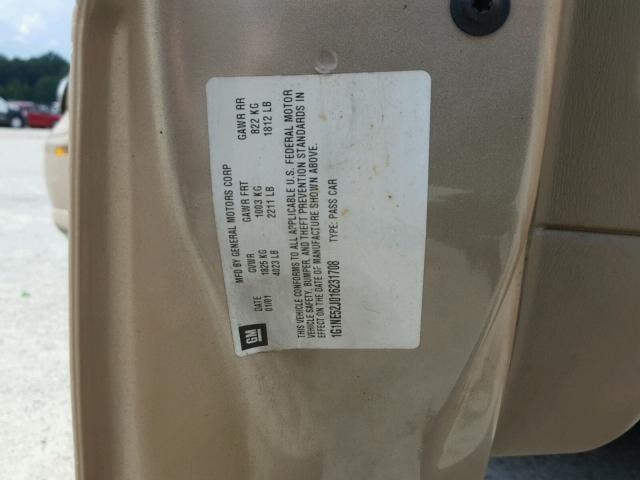 MFD BY GENERAL MOTORS CORP
DATE GVWR GAWR FRT GAWR RR
01/01 1825 KG 1003 KG 822 KG
4023 LB 2211 LB 1812 LB
THIS VEHICLE CONFORMS TO ALL APPLICABLE U.S. FEDERAL MOTOR
VEHICLE SAFETY, BUMPER, AND THEFT PREVENTION STANDARDS IN
EFFECT ON THE DATE OF MANUFACTURE SHOWN ABOVE.
1G1NE52J016231708 TYPE: PASS CAR
GM